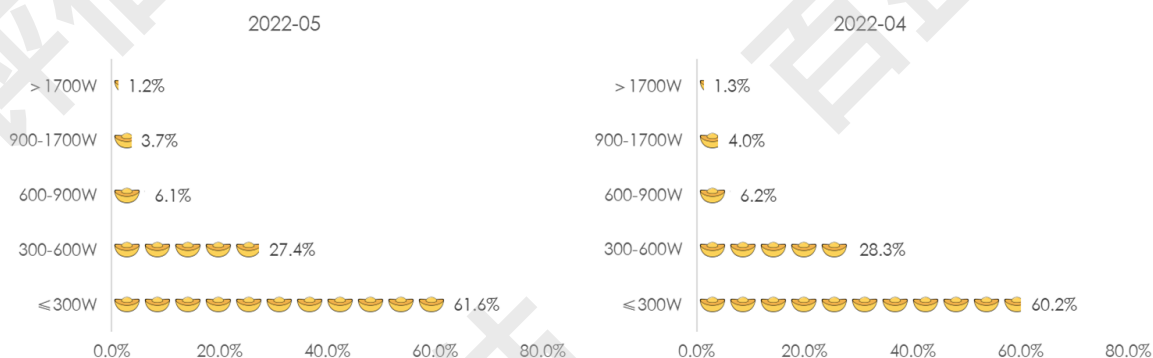 2022-05
>1700W 1.2%
900-1700W 3.7%
600-900W 6.1%
300-600W 27.4%
≤300W 61.6%
0.0% 20.0% 40.0% 60.0% 80.0%
2022-04
>1700W 1.3%
900-1700W 4.0%
600-900W 6.2%
300-600W 28.3%
≤300W 60.2%
0.0% 20.0% 40.0% 60.0% 80.0%